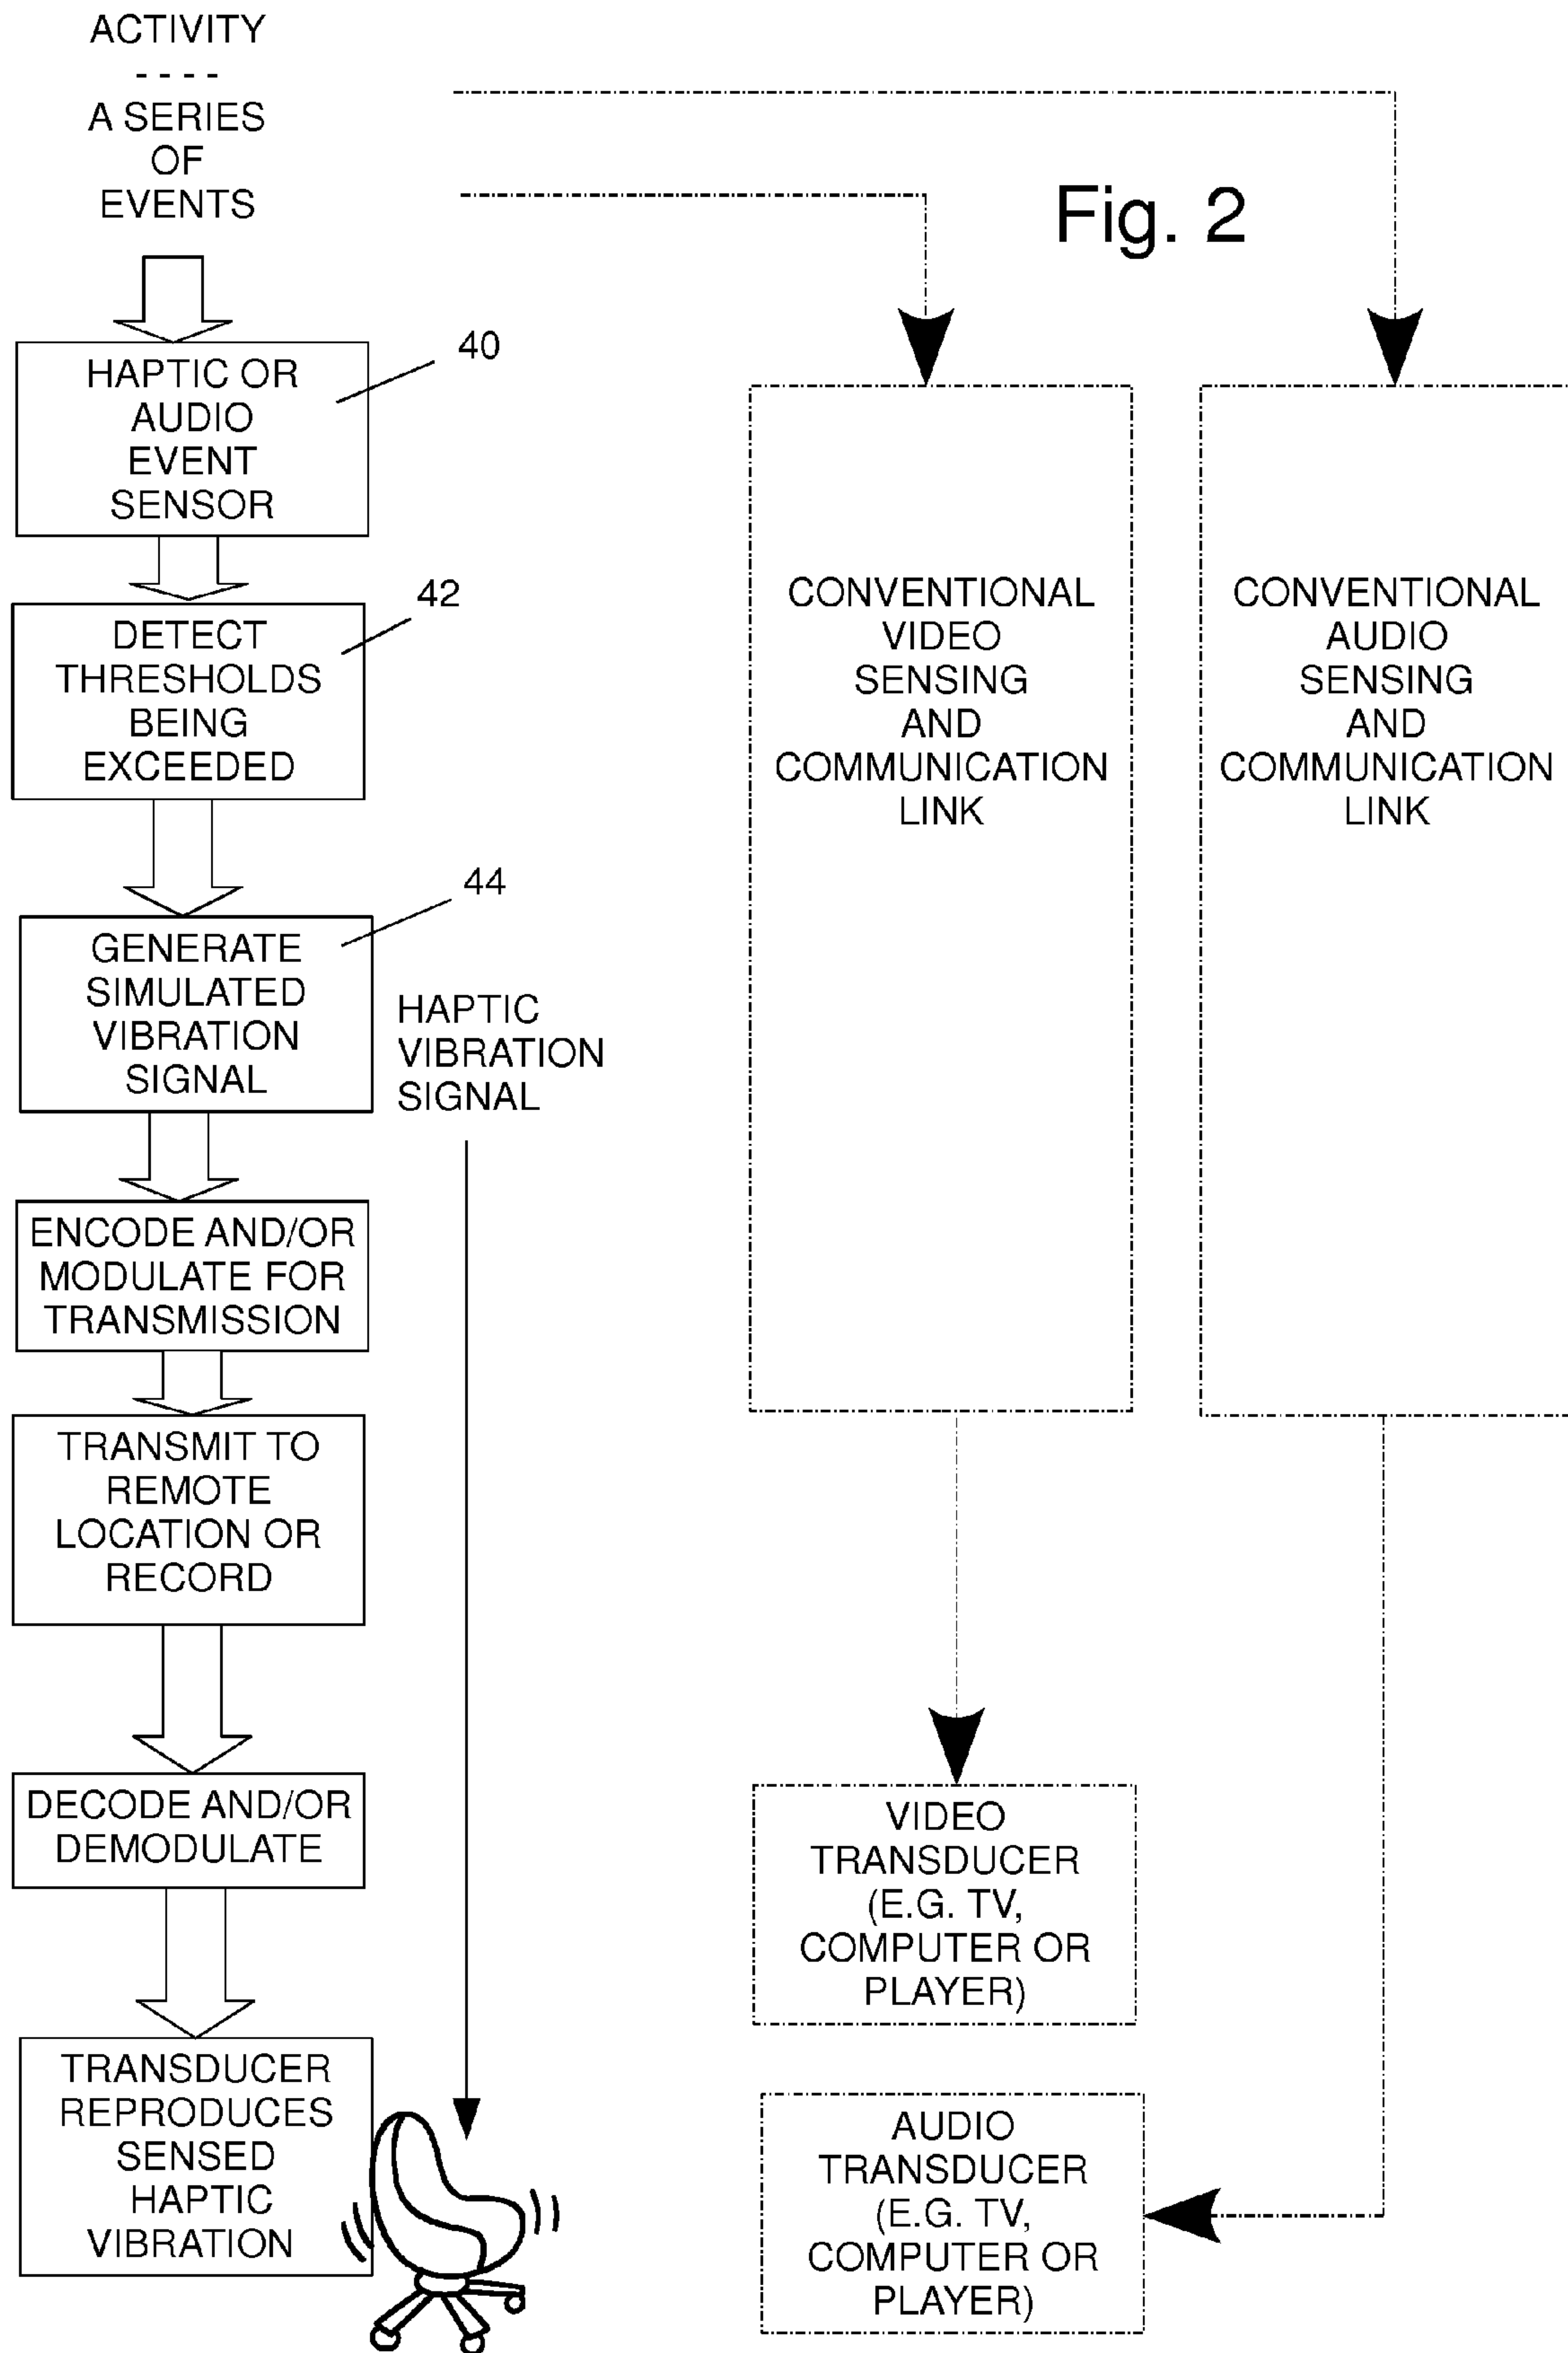 ACTIVITY
- - - -
A SERIES
OF
EVENTS
Fig. 2
40
HAPTIC OR
AUDIO
EVENT
SENSOR
42
DETECT
THRESHOLDS
BEING
EXCEEDED
44
GENERATE
SIMULATED
VIBRATION
SIGNAL
HAPTIC
VIBRATION
SIGNAL
ENCODE AND/OR
MODULATE FOR
TRANSMISSION
TRANSMIT TO
REMOTE
LOCATION OR
RECORD
DECODE AND/OR
DEMODULATE
TRANSDUCER
REPRODUCES
SENSED
HAPTIC
VIBRATION
CONVENTIONAL
VIDEO
SENSING
AND
COMMUNICATION
LINK
CONVENTIONAL
AUDIO
SENSING
AND
COMMUNICATION
LINK
VIDEO
TRANSDUCER
(E.G. TV,
COMPUTER OR
PLAYER)
AUDIO
TRANSDUCER
(E.G. TV,
COMPUTER OR
PLAYER)